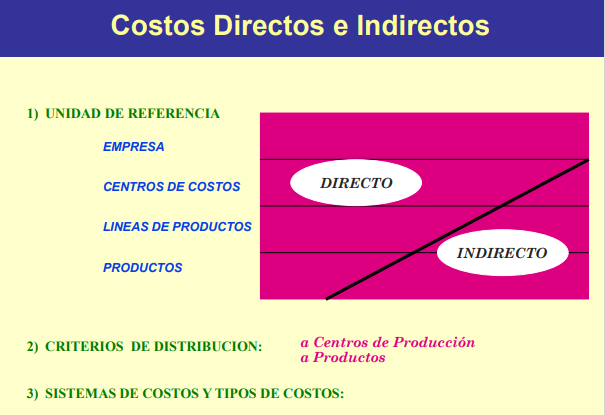 Costos Directos e Indirectos
1) UNIDAD DE REFERENCIA
EMPRESA
CENTROS DE COSTOS
LINEAS DE PRODUCTOS
PRODUCTOS
DIRECTO
INDIRECTO
2) CRITERIOS DE DISTRIBUCION:
a Centros de Producción
a Productos
3) SISTEMAS DE COSTOS Y TIPOS DE COSTOS: